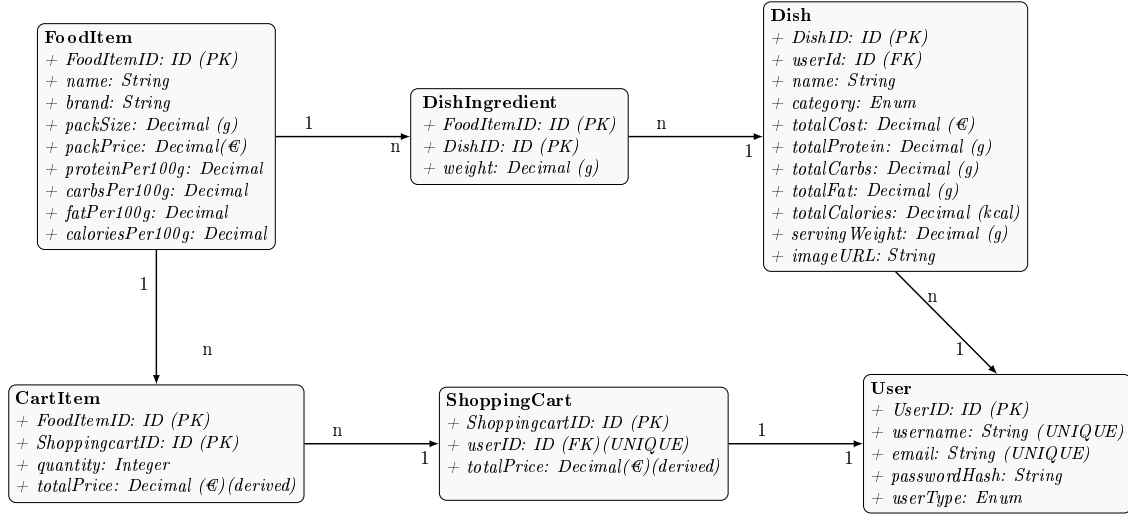 FoodItem
+ FoodItemID: ID (PK)
+ name: String
+ brand: String
+ packSize: Decimal (g)
+ packPrice: Decimal(€)
+ proteinPer100g: Decimal
+ carbsPer100g: Decimal
+ fatPer100g: Decimal
+ caloriesPer100g: Decimal
1
n
DishIngredient
+ FoodItemID: ID (PK)
+ DishID: ID (PK)
+ weight: Decimal (g)
n
1
Dish
+ DishID: ID (PK)
+ userId: ID (FK)
+ name: String
+ category: Enum
+ totalCost: Decimal (€)
+ totalProtein: Decimal (g)
+ totalCarbs: Decimal (g)
+ totalFat: Decimal (g)
+ totalCalories: Decimal (kcal)
+ servingWeight: Decimal (g)
+ imageURL: String
1
n
n
1
CartItem
+ FoodItemID: ID (PK)
+ ShoppingcartID: ID (PK)
+ quantity: Integer
+ totalPrice: Decimal (€)(derived)
n
1
ShoppingCart
+ ShoppingcartID: ID (PK)
+ userID: ID (FK)(UNIQUE)
+ totalPrice: Decimal(€)(derived)
1
1
User
+ UserID: ID (PK)
+ username: String (UNIQUE)
+ email: String (UNIQUE)
+ passwordHash: String
+ userType: Enum